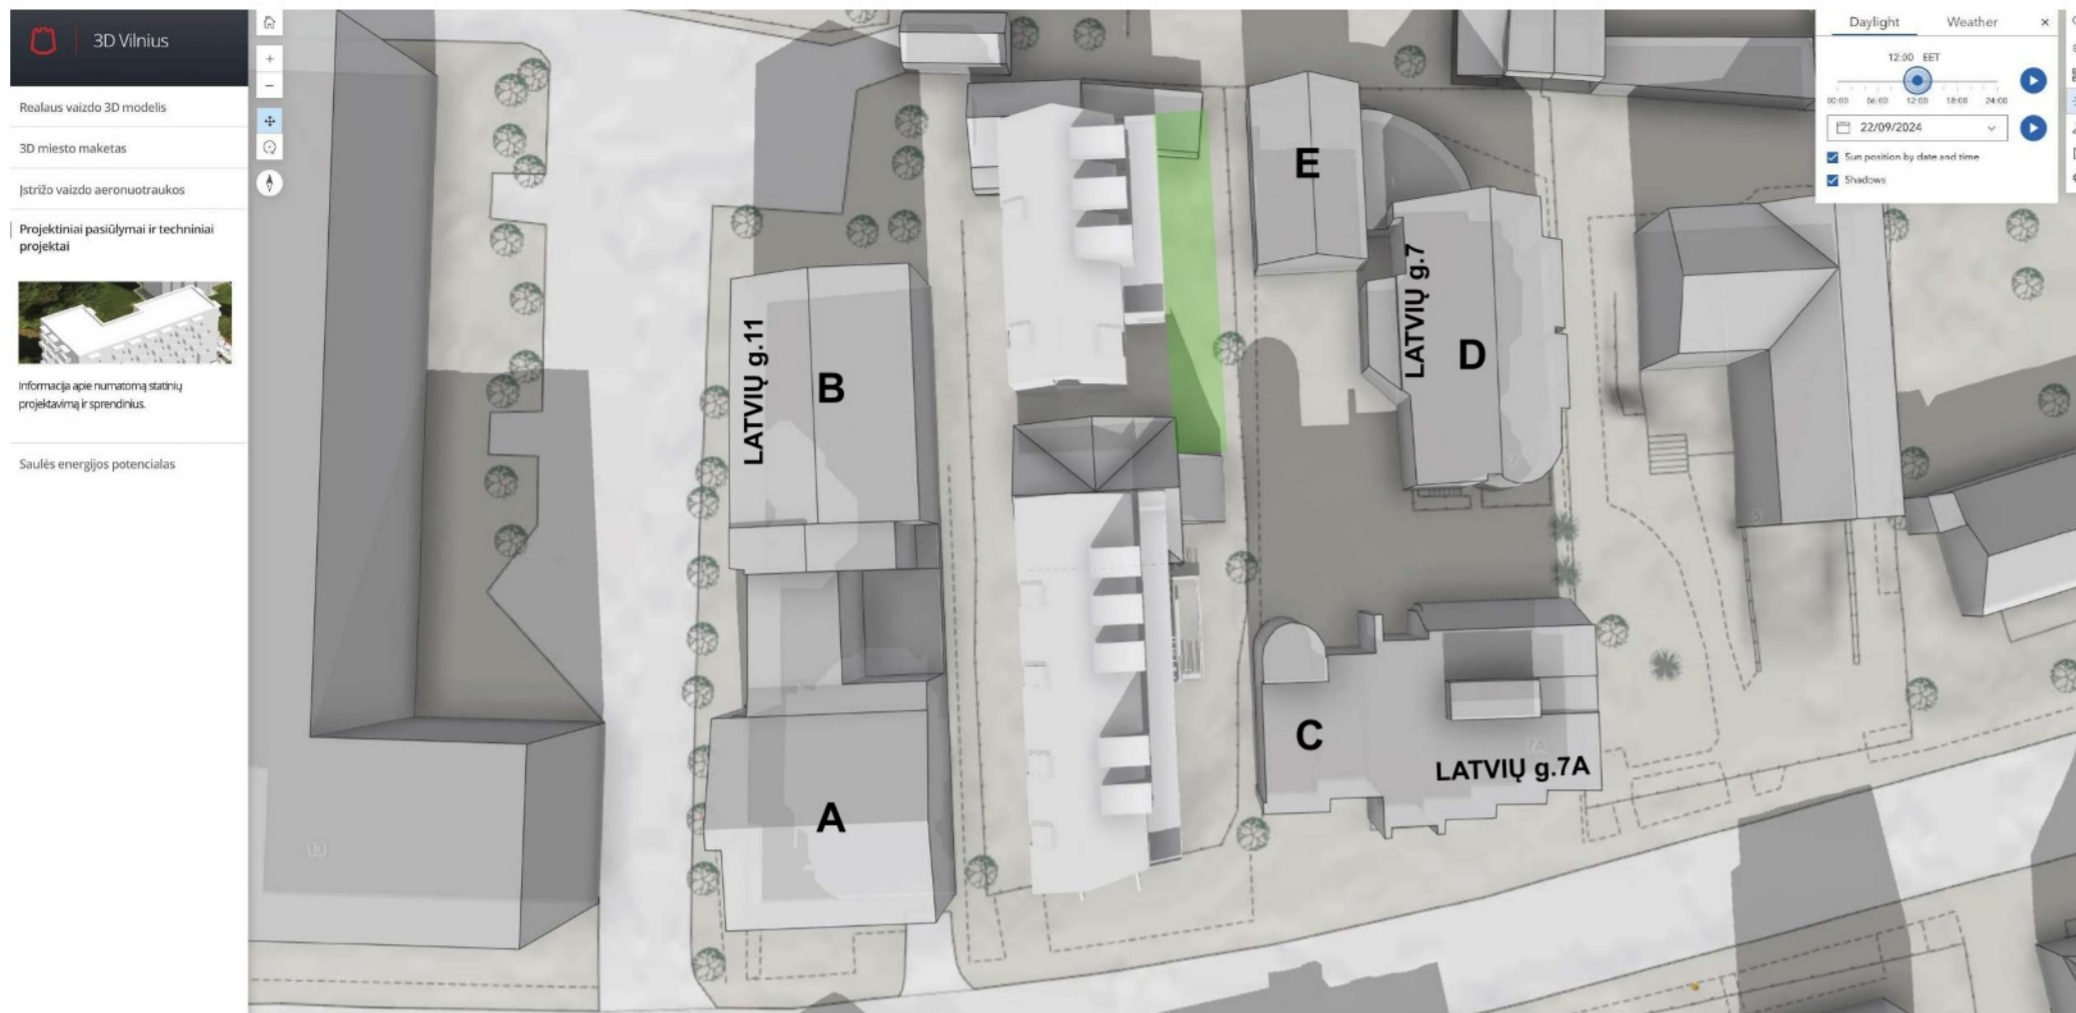 3D Vilnius
Realaus vaizdo 3D modelis
3D miesto maketas
Įstrižo vaizdo aeronuotraukos
Projektiniai pasiūlymai ir techniniai
projektai
Informacija apie numatomą statinių
projektavimą ir sprendinius.
Saulės energijos potencialas
Daylight Weather
12:00 EET
00:00 06:00 12:00 18:00 24:00
22/09/2024
Sun position by date and time
Shadows
E
LATVIŲ g.7
D
LATVIŲ g.11
B
C
7A
LATVIŲ g.7A
A
13